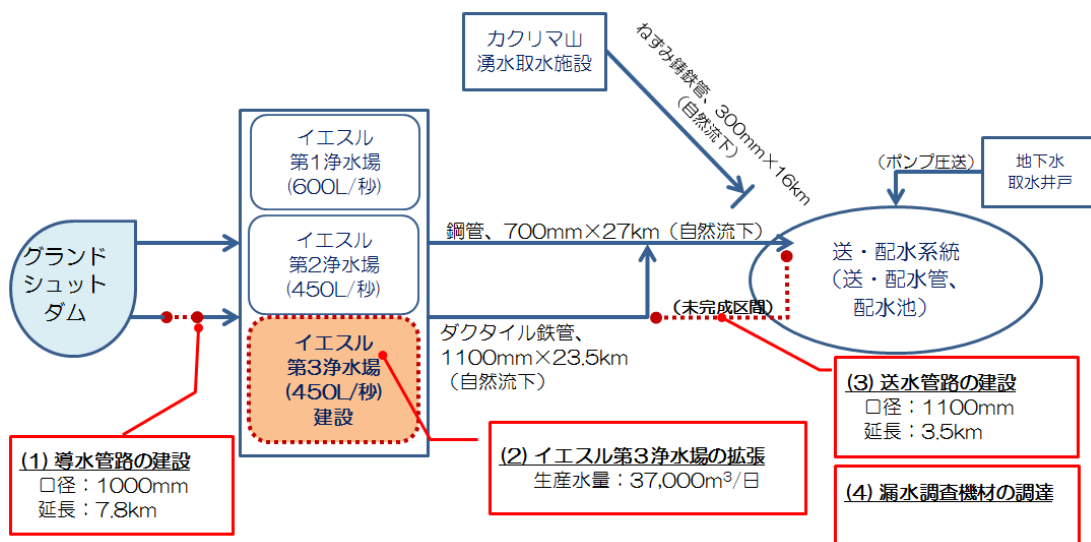 カクリマ山
湧水取水施設
ねずみ鋳鉄管、300mm×16km
（自然流下）
（ポンプ圧送）
地下水
取水井戸
イエスル
第1浄水場
(600L/秒)
イエスル
第2浄水場
(450L/秒)
イエスル
第3浄水場
(450L/秒)
建設
グランド
シュット
ダム
鋼管、700mm×27km（自然流下）
送・配水系統
（送・配水管、
配水池）
（未完成区間）
ダクタイル鉄管、
1100mm×23.5km
（自然流下）
(1) 導水管路の建設
口径：1000mm
延長：7.8km
(2) イエスル第3浄水場の拡張
生産水量：37,000m³/日
(3) 送水管路の建設
口径：1100mm
延長：3.5km
(4) 漏水調査機材の調達